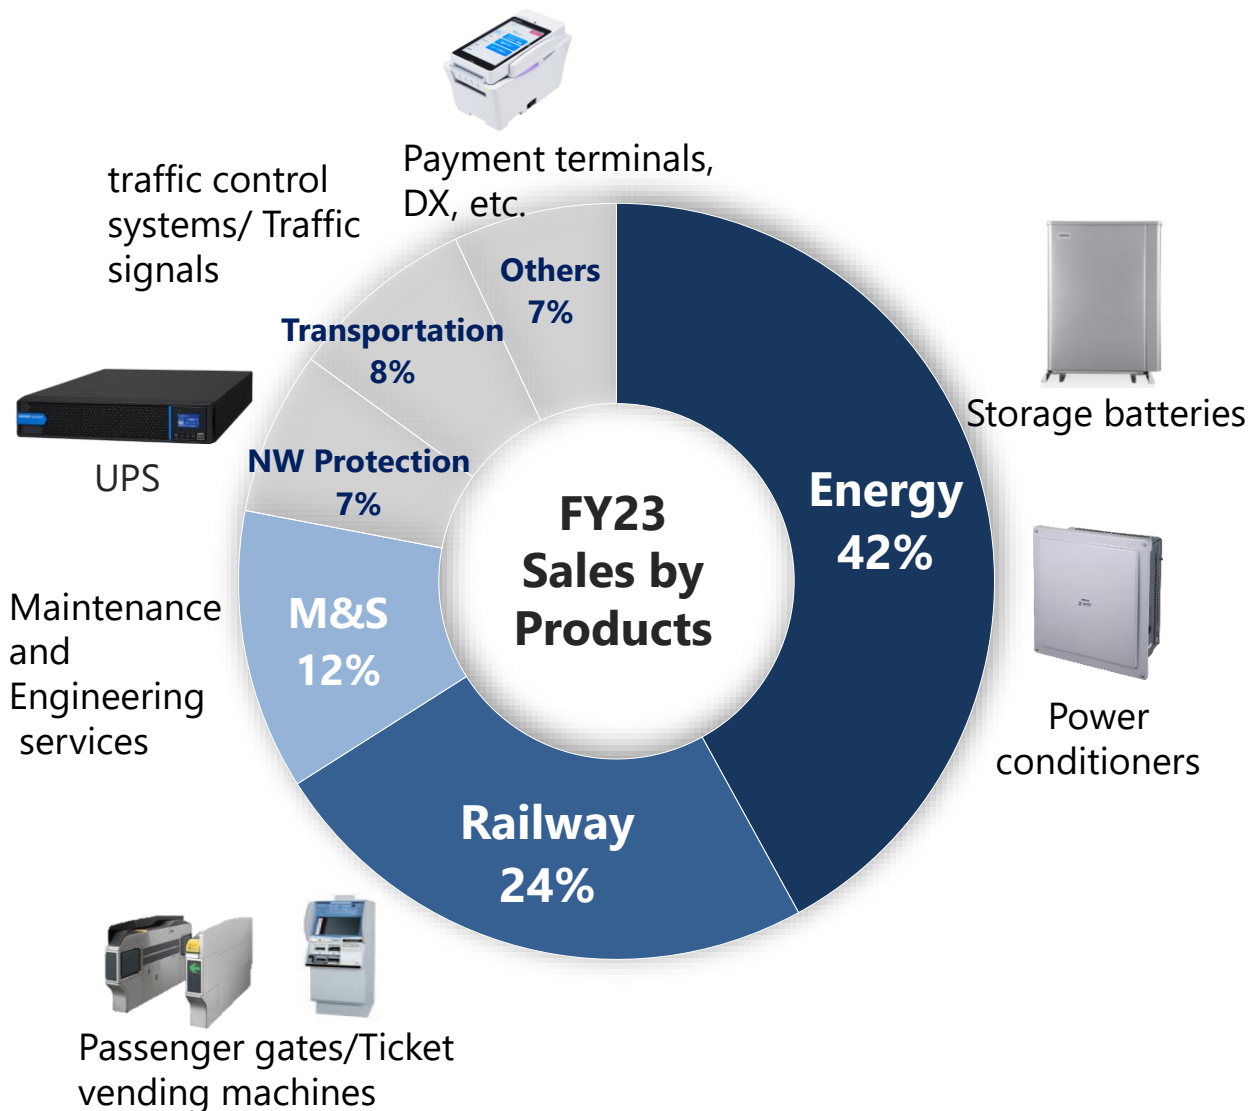 Payment terminals,
DX, etc.
traffic control
systems/ Traffic
signals
Others
7%
Transportation
8%
Storage batteries
NW Protection
7%
UPS
Energy
42%
FY23
Sales by
Products
M&S
12%
Maintenance
and
Engineering
services
Power
conditioners
Railway
24%
Passenger gates/Ticket
vending machines